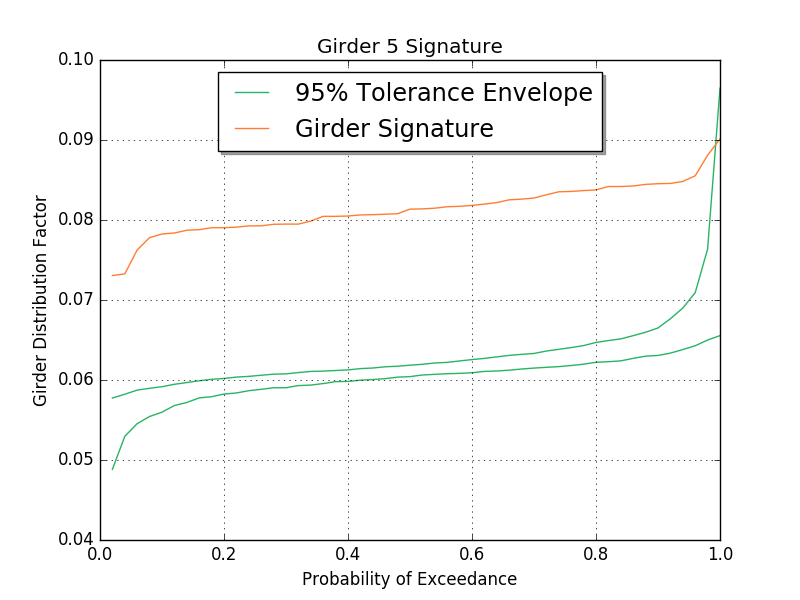 Girder 5 Signature
95% Tolerance Envelope
Girder Signature
0.10
0.09
0.08
0.07
0.06
0.05
0.04
Girder Distribution Factor
0.0 0.2 0.4 0.6 0.8 1.0
Probability of Exceedance